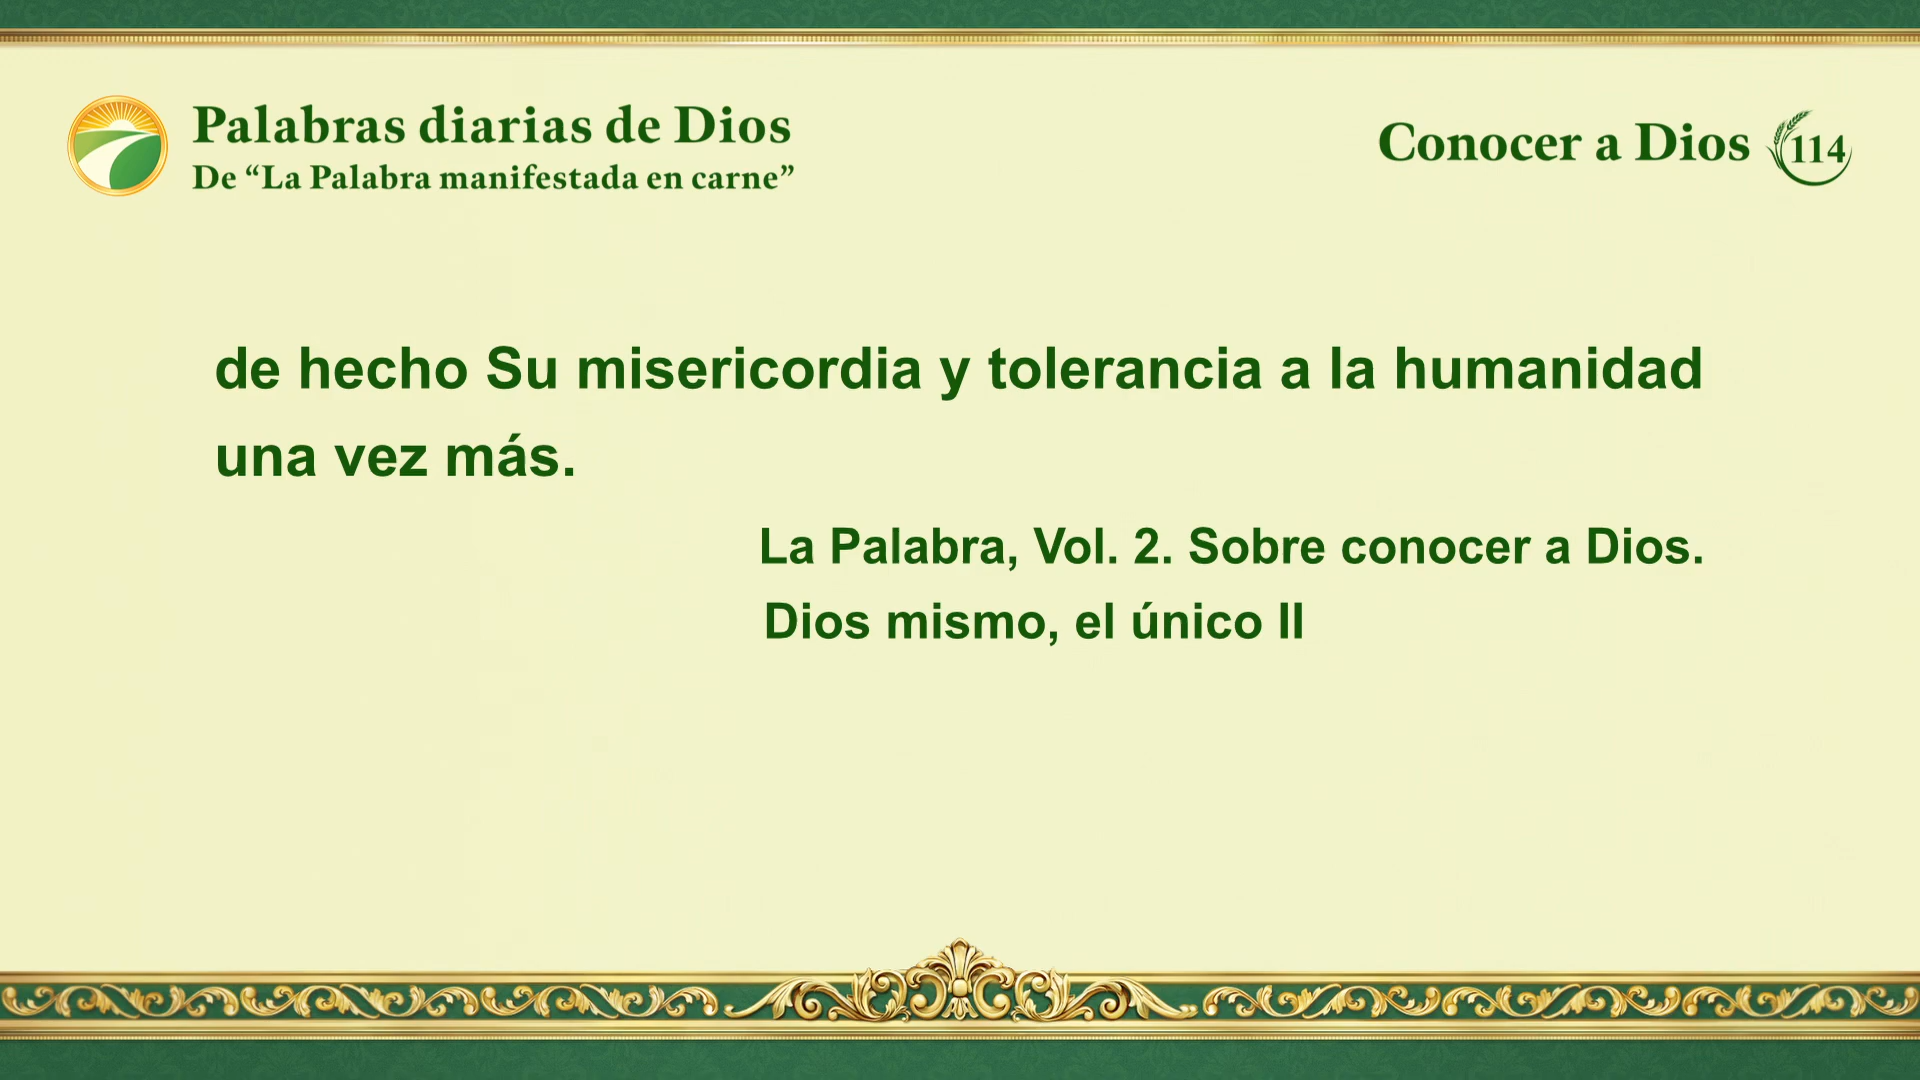 Palabras diarias de Dios
De “La Palabra manifestada en carne”
Conocer a Dios 114
de hecho Su misericordia y tolerancia a la humanidad
una vez más.
La Palabra, Vol. 2. Sobre conocer a Dios.
Dios mismo, el único II